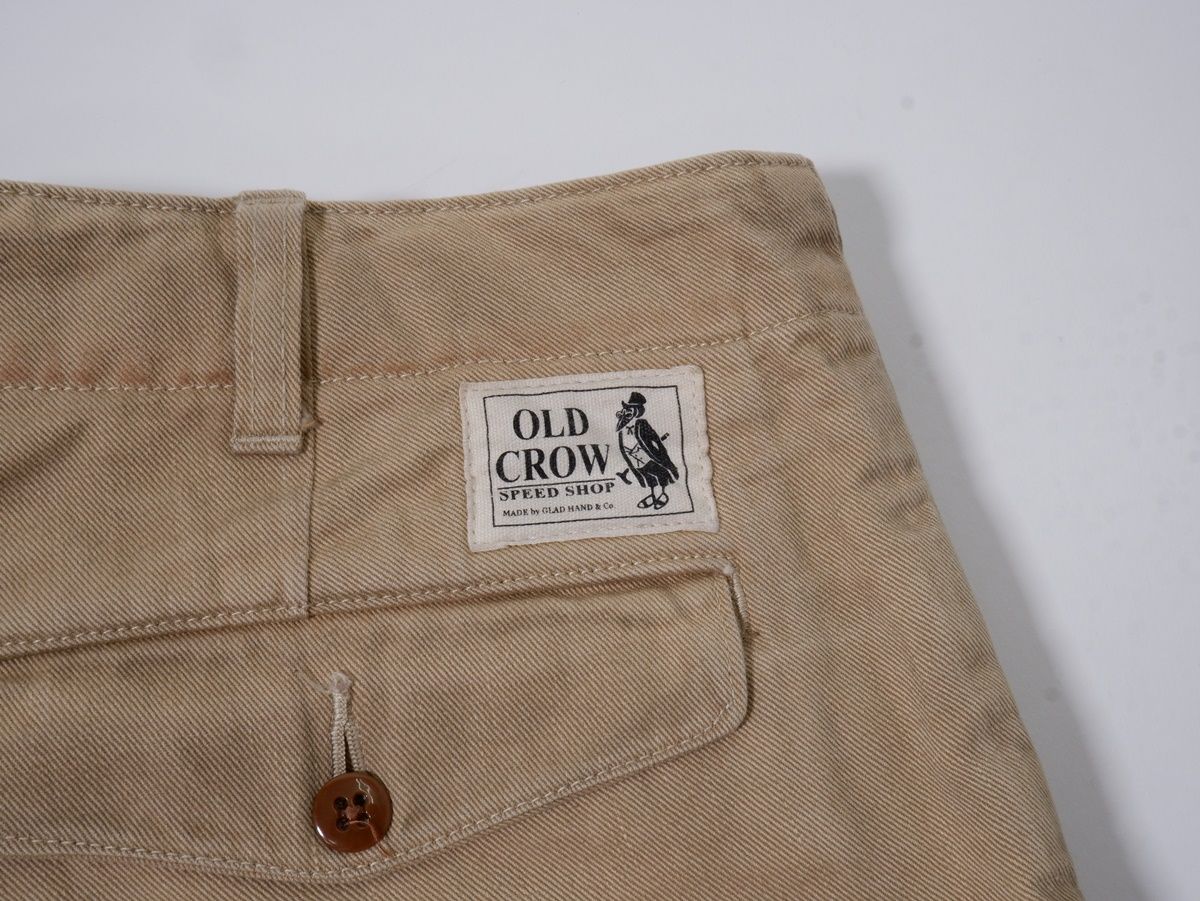 OLD
CROW
SPEED SHOP
MADE by GLAD HAND & Co.